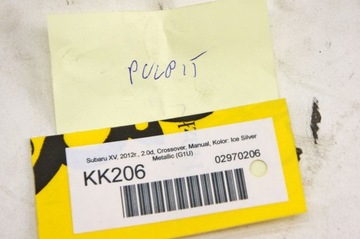 PULPIT
Subaru XV, 2012r., 2.0d, Crossover, Manual, Kolor: Ice Silver
Metallic (G1U)
KK206
02970206